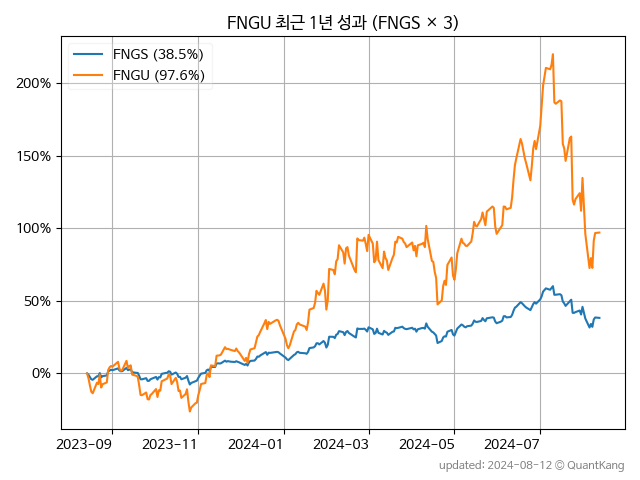 FNGU 최근 1년 성과 (FNGS × 3)
FNGS (38.5%)
FNGU (97.6%)
200%
150%
100%
50%
0%
2023-09 2023-11 2024-01 2024-03 2024-05 2024-07
updated: 2024-08-12 © QuantKang